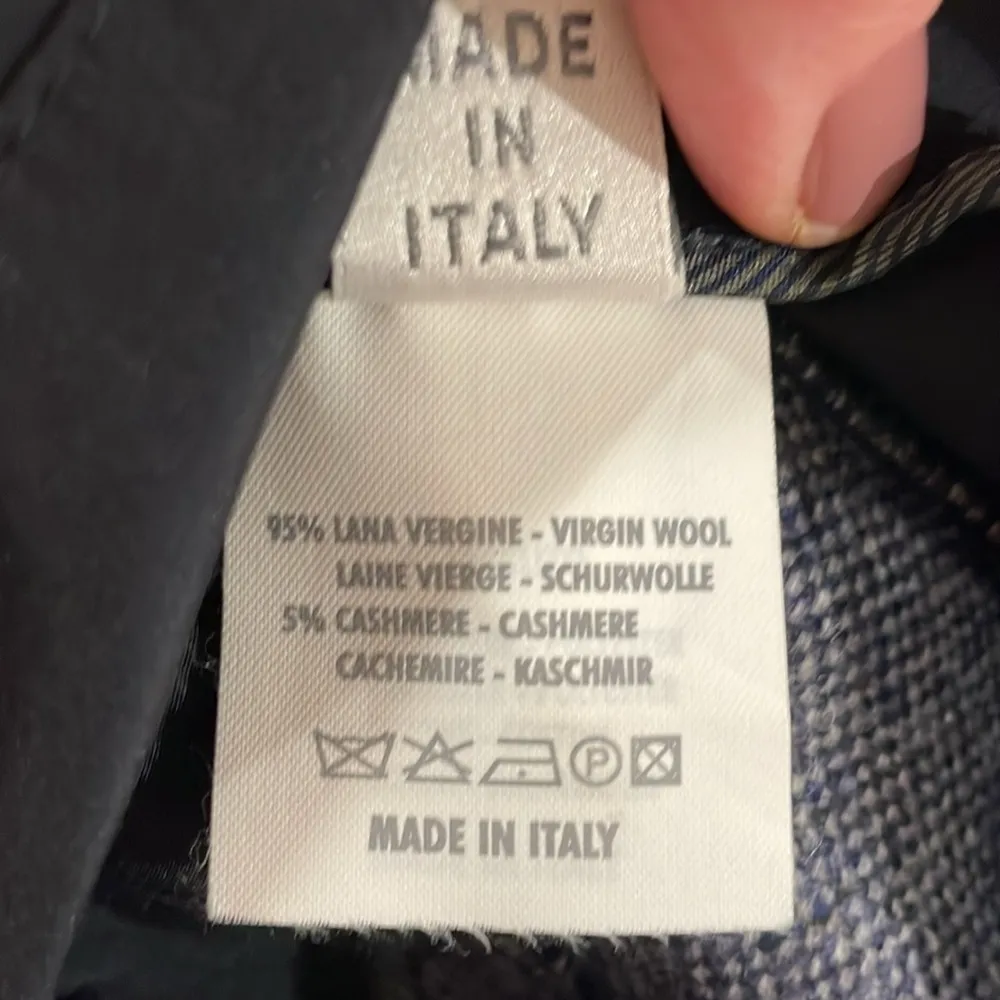 MADE
IN
ITALY
95% LANA VERGINE - VIRGIN WOOL
LAINE VIERGE - SCHURWOLLE
5% CASHMERE - CASHMERE
CACHEMIRE - KASCHMIR
P
MADE IN ITALY